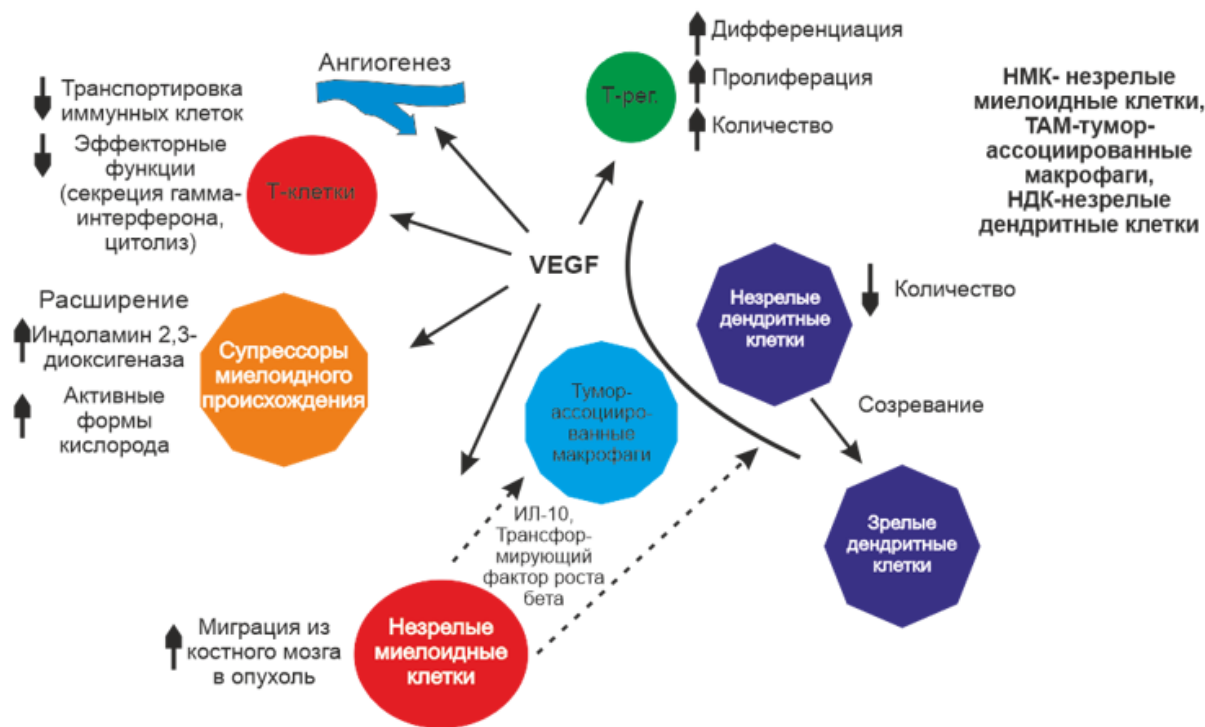 Ангиогенез
Транспортировка
иммунных клеток
Эффекторные
функции
(секреция гамма-
интерферона,
цитолиз)
Т-клетки
Т-рег.
Дифференциация
Пролиферация
Количество
НМК- незрелые
миелоидные клетки,
ТАМ-тумор-
ассоциированные
макрофаги,
НДК-незрелые
дендритные клетки
VEGF
Расширение
Индоламин 2,3-
диоксигеназа
Активные
формы
кислорода
Супрессоры
миелоидного
происхождения
Тумор-
ассоцииро-
ванные
макрофаги
Незрелые
дендритные
клетки
Количество
Созревание
Зрелые
дендритные
клетки
ИЛ-10,
Трансфор-
мирующий
фактор роста
бета
Миграция из
костного мозга
в опухоль
Незрелые
миелоидные
клетки